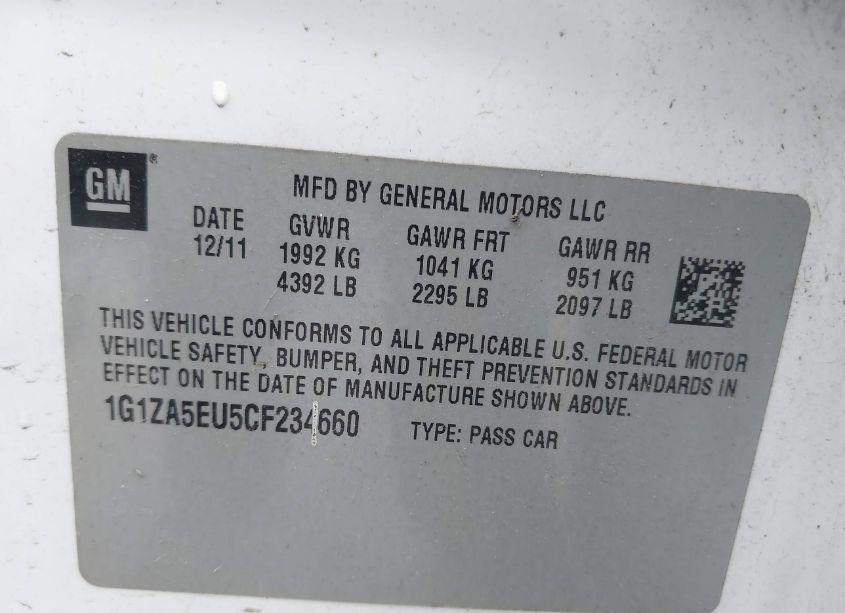 GM®
MFD BY GENERAL MOTORS LLC
DATE GVWR GAWR FRT GAWR RR
12/11 1992 KG 1041 KG 951 KG
4392 LB 2295 LB 2097 LB
THIS VEHICLE CONFORMS TO ALL APPLICABLE U.S. FEDERAL MOTOR
VEHICLE SAFETY, BUMPER, AND THEFT PREVENTION STANDARDS IN
EFFECT ON THE DATE OF MANUFACTURE SHOWN ABOVE.
1G1ZA5EU5CF234660 TYPE: PASS CAR